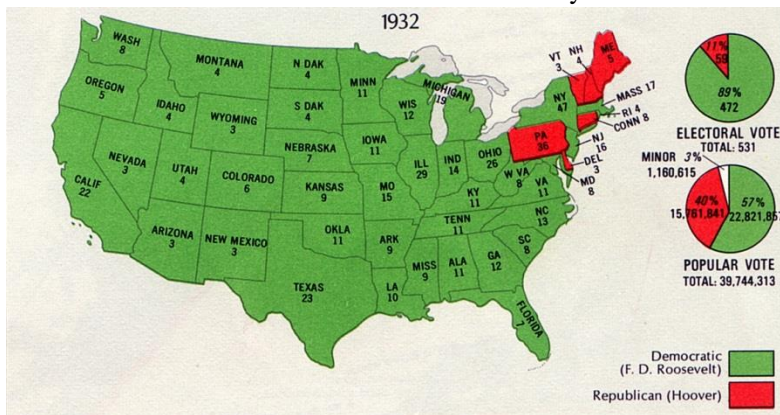 1932
WASH
8
OREGON
5
CALIF
22
NEVADA
3
IDAHO
4
MONTANA
4
WYOMING
3
UTAH
4
ARIZONA
3
COLORADO
6
NEW MEXICO
3
N DAK
4
S DAK
4
NEBRASKA
7
KANSAS
9
OKLA
11
TEXAS
23
MINN
11
IOWA
11
MO
15
ARK
9
LA
10
WIS
12
ILL
29
MICHIGAN
19
IND
14
OHIO
26
KY
11
TENN
11
MISS
9
ALA
11
GA
12
FLORIDA
7
SC
8
NC
13
VA
11
W VA
8
PA
36
NY
47
VT
3
NH
4
ME
5
MASS 17
RI 4
CONN 8
NJ
16
DEL
3
MD
8
11%
59
89%
472
ELECTORAL VOTE
TOTAL: 531
MINOR 3%
1,160,615
40%
15,761,841
57%
22,821,857
POPULAR VOTE
TOTAL: 39,744,313
Democratic
(F. D. Roosevelt)
Republican (Hoover)